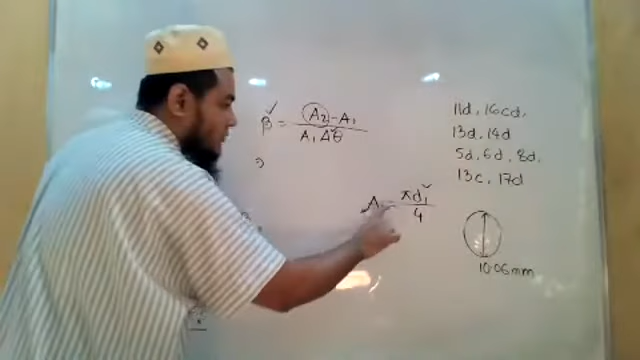 β = A₂ - A₁ / A₁ Δθ
⇒
A = πd₁ / 4
11d, 16cd,
13d, 14d
5d, 6d, 8d,
13c, 17d
10.06mm